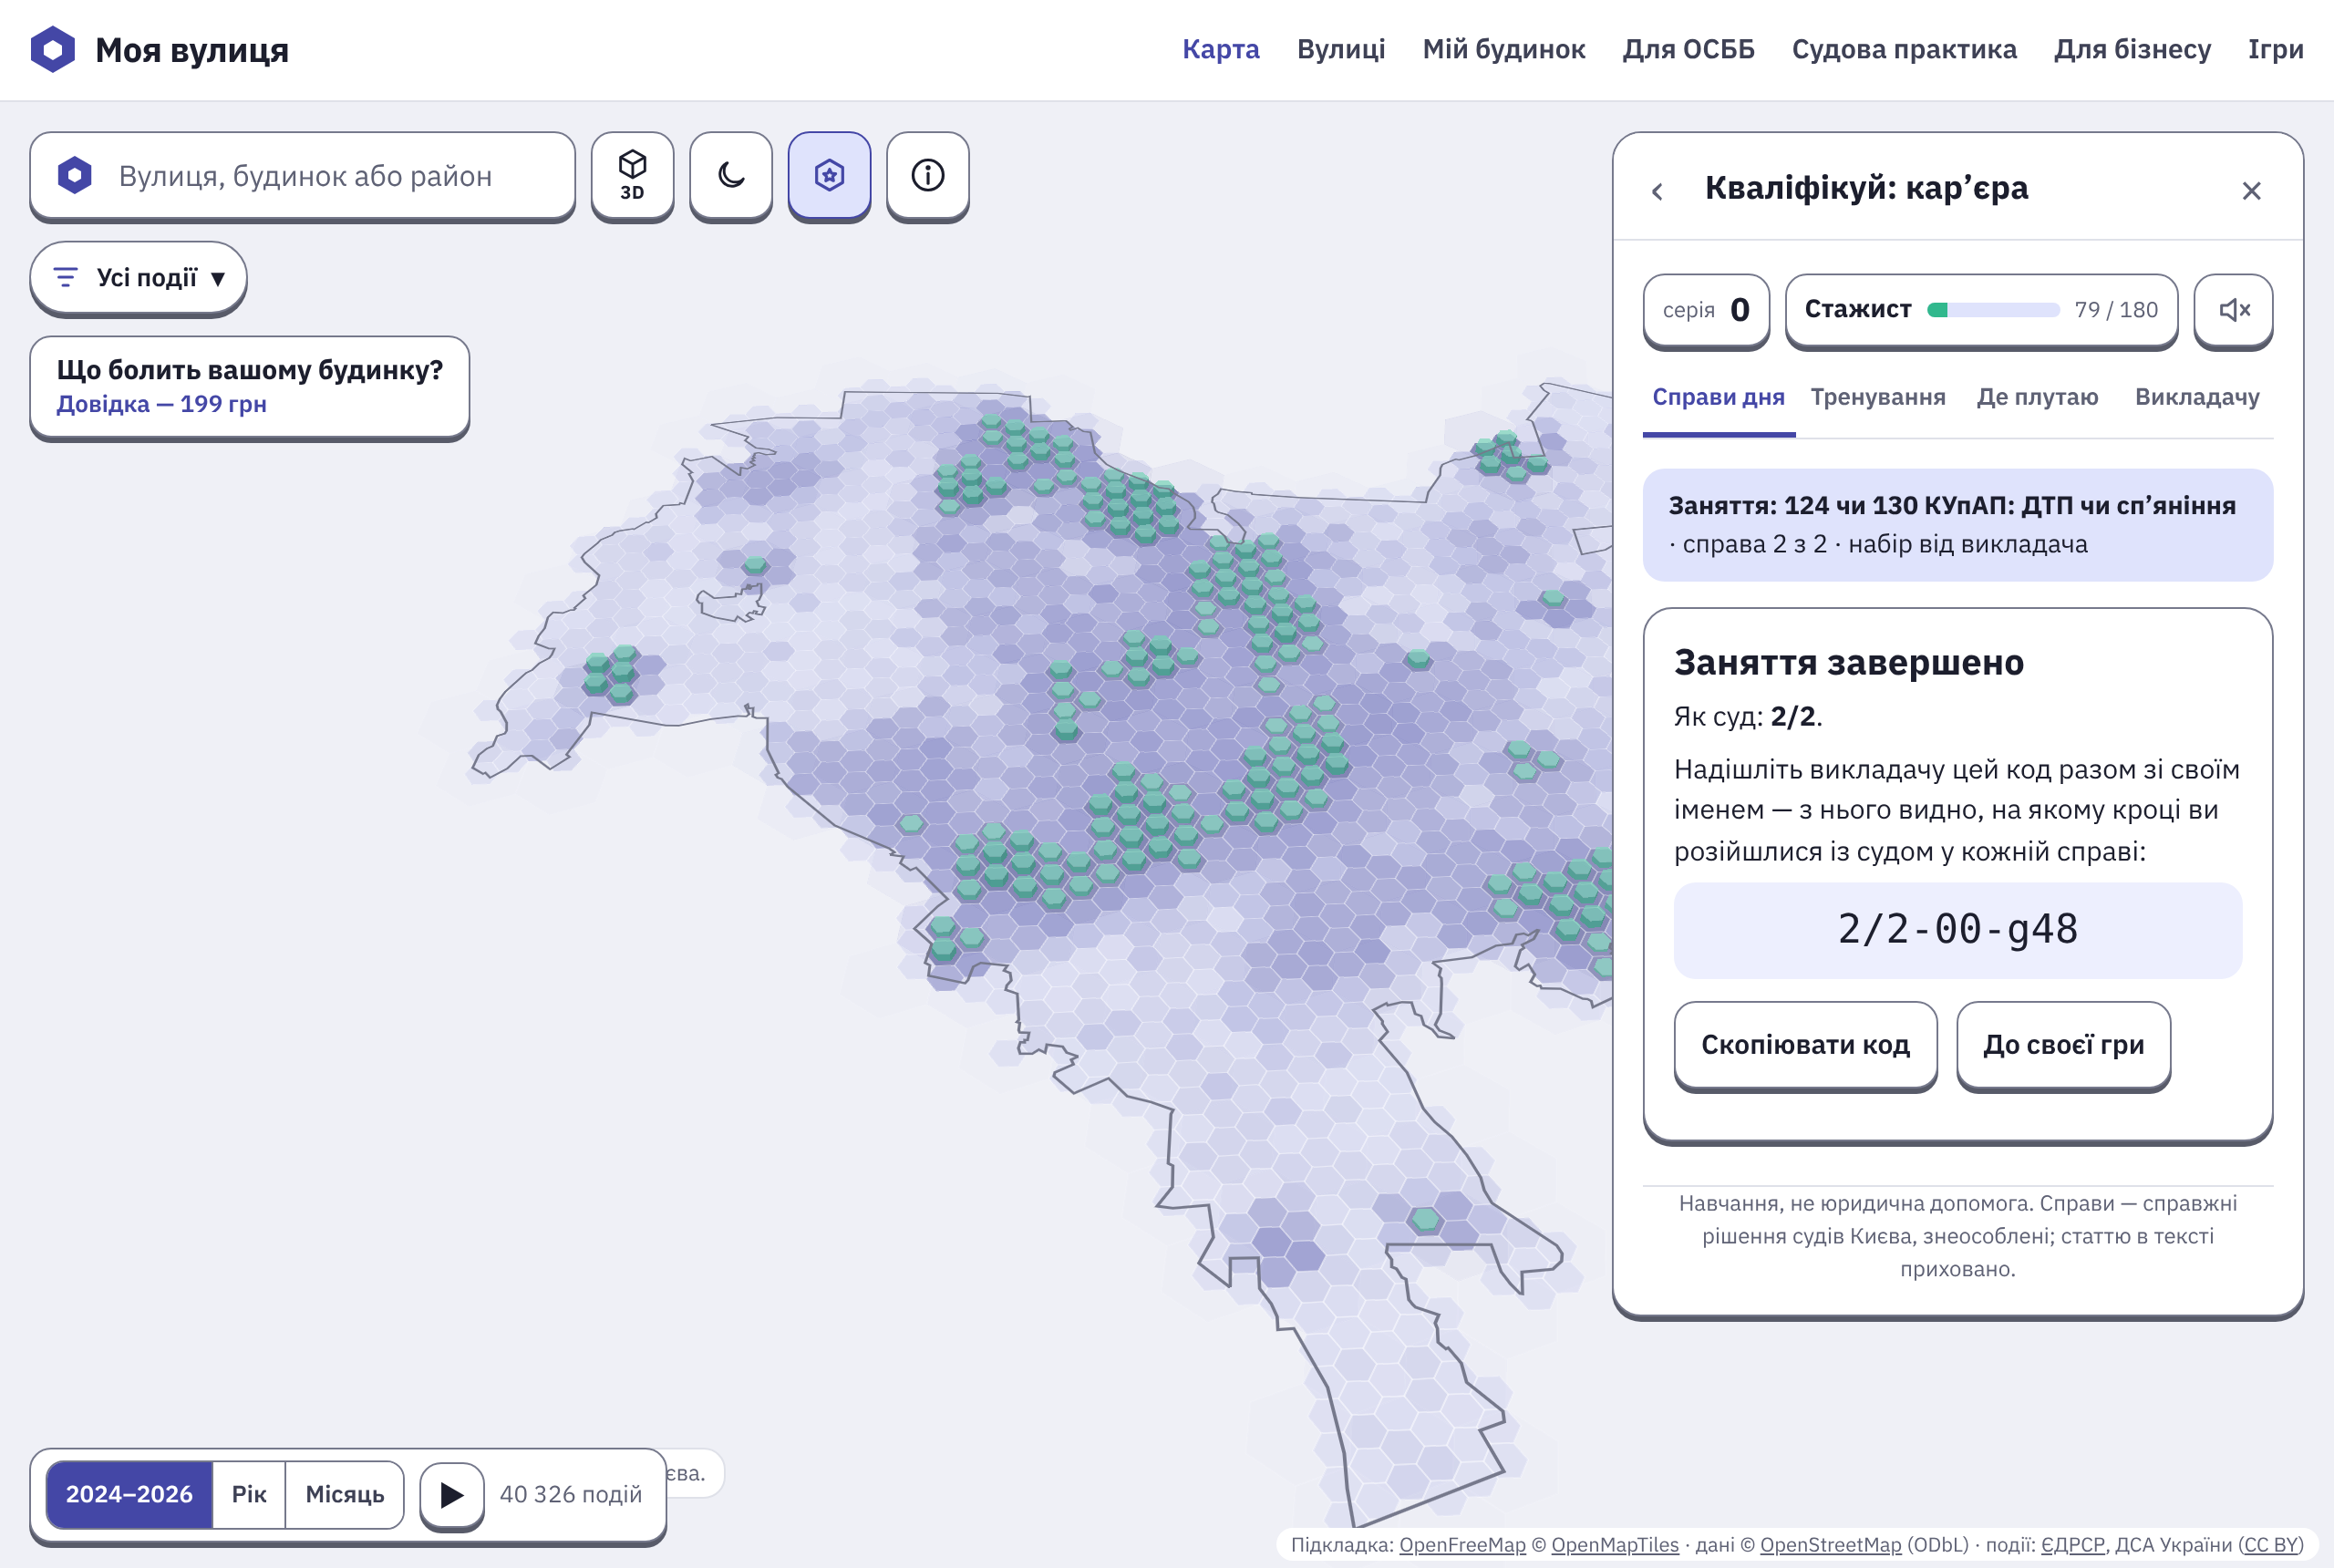 Моя вулиця
Карта
Вулиці
Мій будинок
Для ОСББ
Судова практика
Для бізнесу
Ігри
Вулиця, будинок або район
3D
Усі події ▼
Що болить вашому будинку?
Довідка — 199 грн
Кваліфікуй: кар’єра
серія 0
Стажист 79 / 180
Справи дня
Тренування
Де плутаю
Викладачу
Заняття: 124 чи 130 КУпАП: ДТП чи сп’яніння
· справа 2 з 2 · набір від викладача
Заняття завершено
Як суд: 2/2.
Надішліть викладачу цей код разом зі своїм
іменем — з нього видно, на якому кроці ви
розійшлися із судом у кожній справі:
2/2-00-g48
Скопіювати код
До своєї гри
Навчання, не юридична допомога. Справи — справжні
рішення судів Києва, знеособлені; статтю в тексті
приховано.
2024–2026
Рік
Місяць
40 326 подій
єва.
Підкладка: OpenFreeMap © OpenMapTiles · дані © OpenStreetMap (ODbL) · події: ЄДРСР, ДСА України (CC BY)